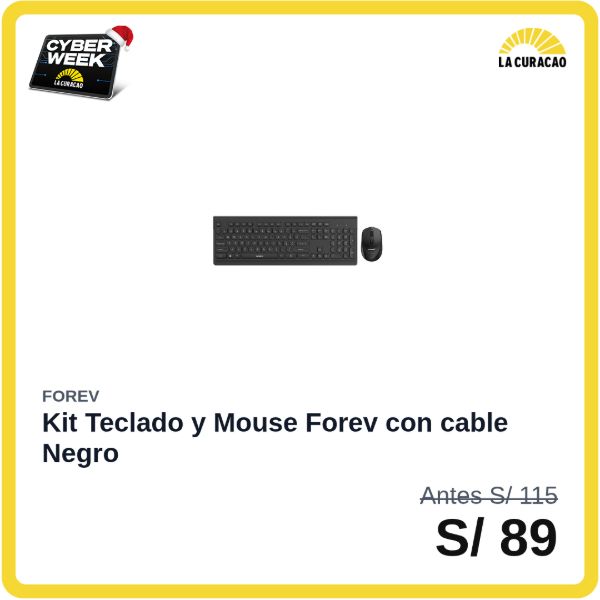 CYBER
WEEK
LA CURACAO
LA CURACAO
FOREV
Kit Teclado y Mouse Forev con cable
Negro
Antes S/ 115
S/ 89